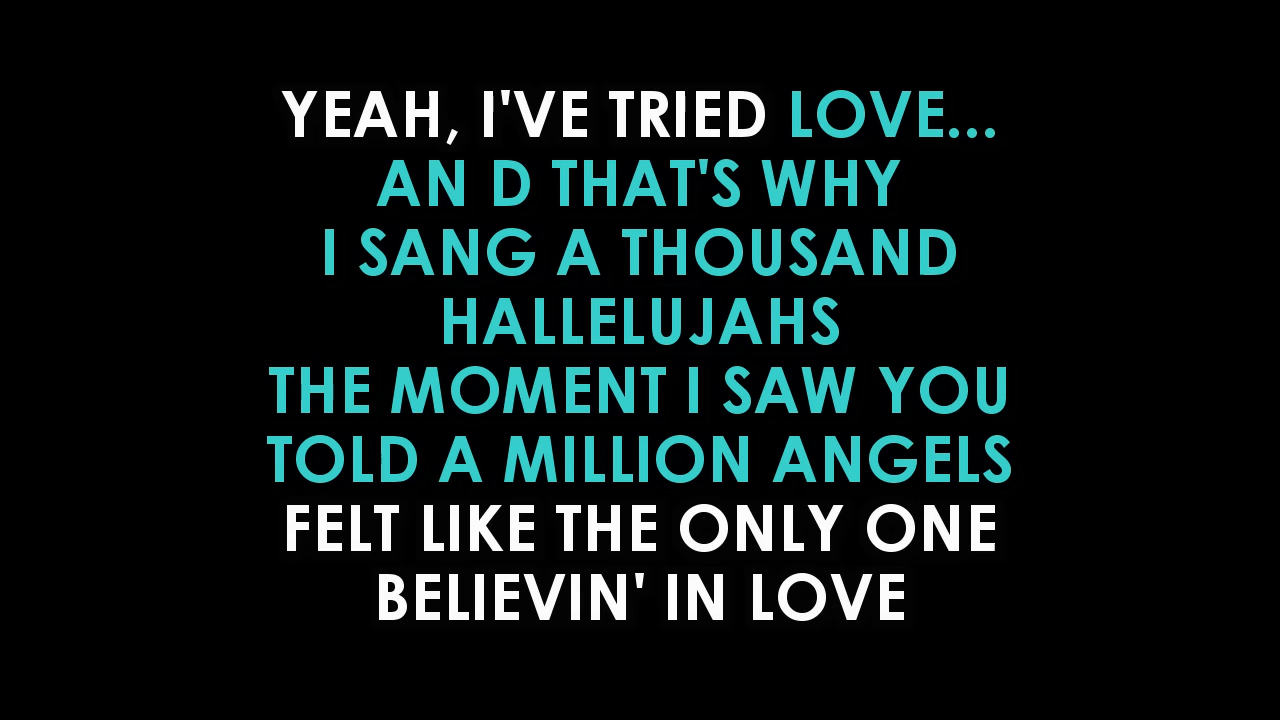 YEAH, I'VE TRIED LOVE...
AN D THAT'S WHY
I SANG A THOUSAND
HALLELUJAHS
THE MOMENT I SAW YOU
TOLD A MILLION ANGELS
FELT LIKE THE ONLY ONE
BELIEVIN' IN LOVE